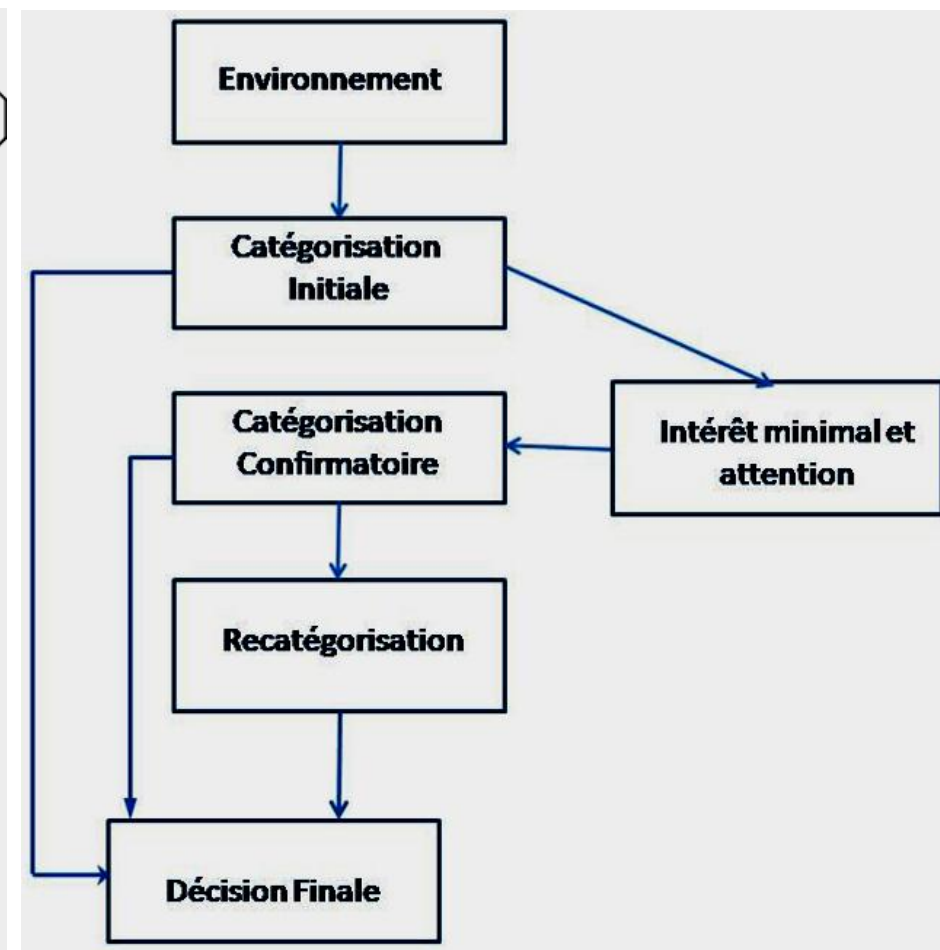 Environnement
Catégorisation
Initiale
Catégorisation
Confirmatoire
Intérêt minimal et
attention
Recatégorisation
Décision Finale